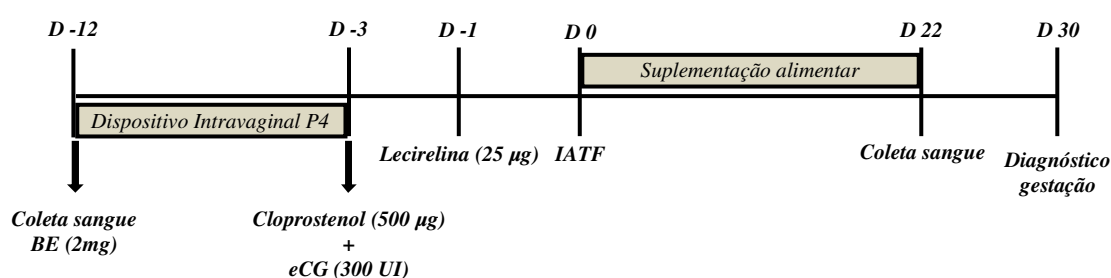 D -12 D -3 D -1 D 0 D 22 D 30
Suplementação alimentar
Dispositivo Intravaginal P4
Lecirelina (25 µg) IATF
Coleta sangue
Diagnóstico
gestação
Coleta sangue
BE (2mg)
Cloprostenol (500 µg)
+
eCG (300 UI)